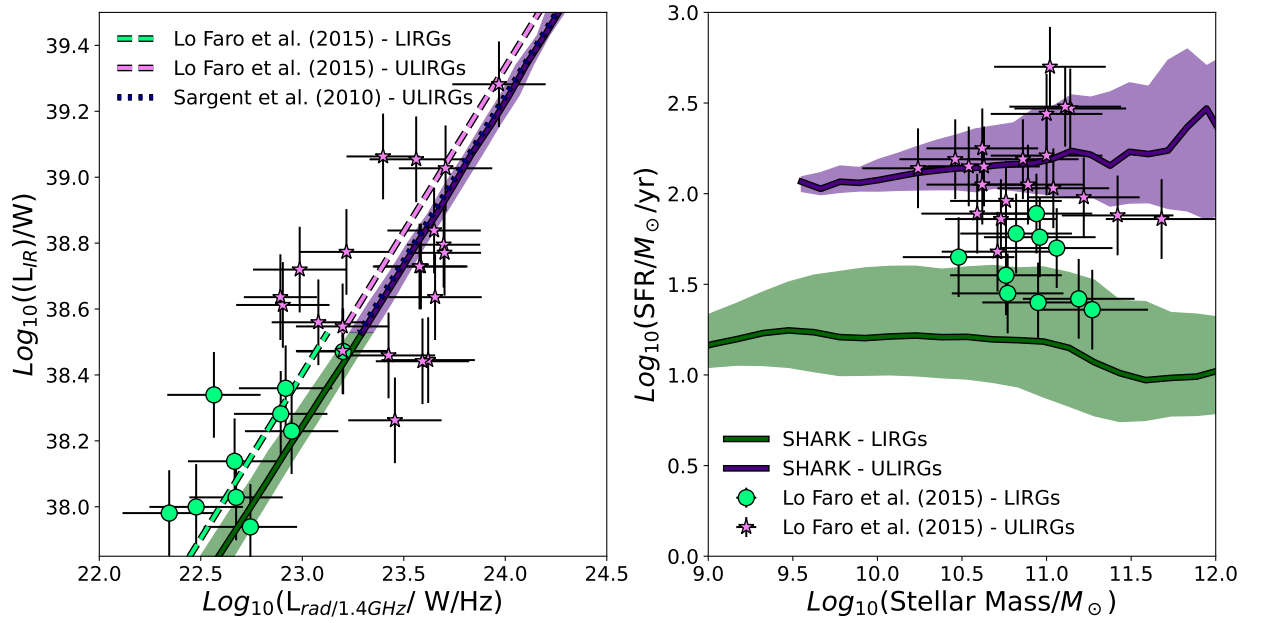 39.4
39.2
39.0
38.8
38.6
38.4
38.2
38.0
Log10((LIR)/W)
Lo Faro et al. (2015) - LIRGs
Lo Faro et al. (2015) - ULIRGs
Sargent et al. (2010) - ULIRGs
22.0 22.5 23.0 23.5 24.0 24.5
Log10(Lrad/1.4GHz/ W/Hz)
3.0
2.5
2.0
1.5
1.0
0.5
0.0
Log10(SFR/M⊙/yr)
SHARK - LIRGs
SHARK - ULIRGs
Lo Faro et al. (2015) - LIRGs
Lo Faro et al. (2015) - ULIRGs
9.0 9.5 10.0 10.5 11.0 11.5 12.0
Log10(Stellar Mass/M⊙)